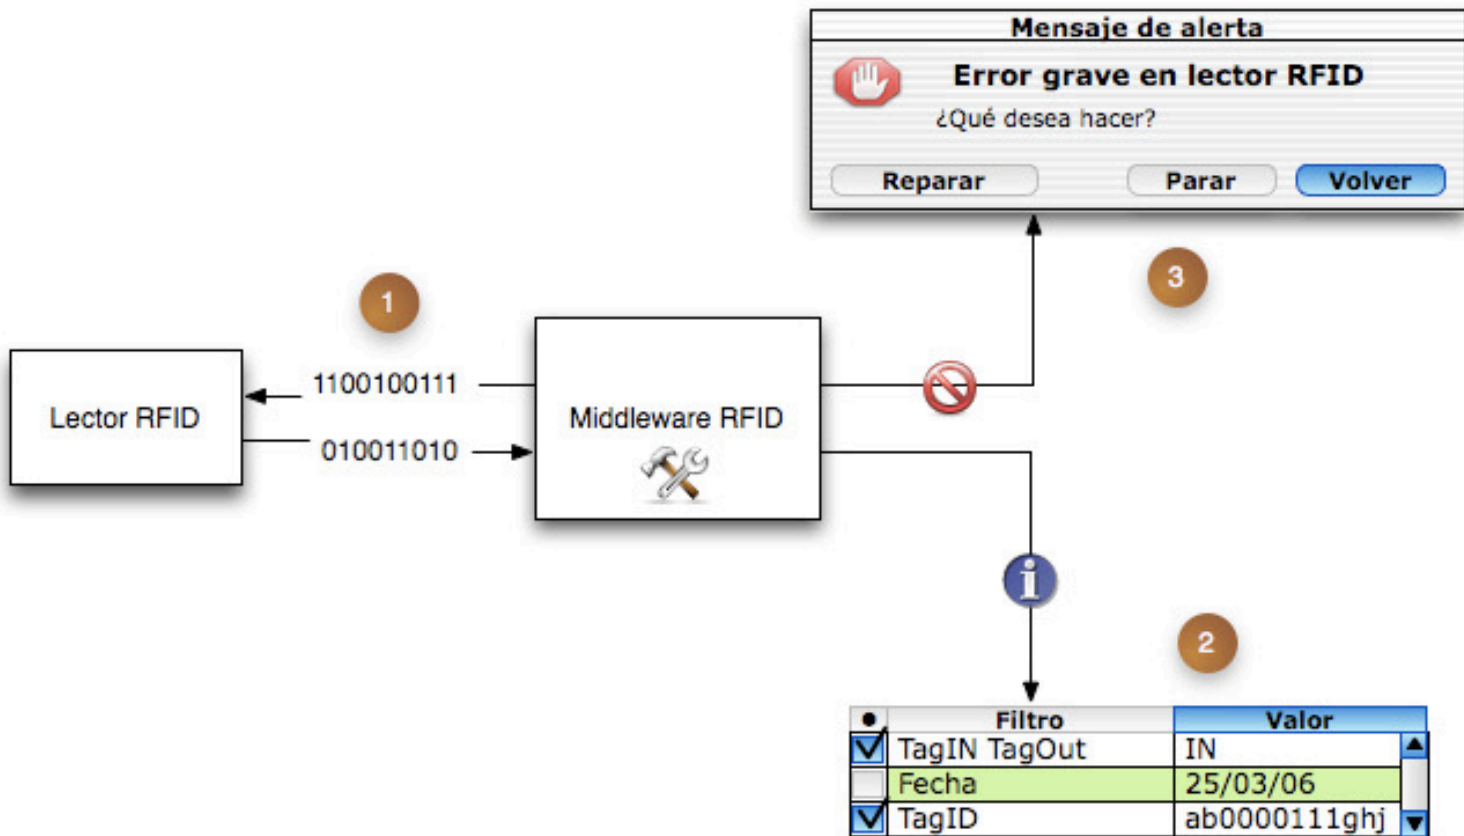 Mensaje de alerta
Error grave en lector RFID
¿Qué desea hacer?
Reparar Parar Volver
3
1
1100100111
Lector RFID
010011010
Middleware RFID
2
Filtro Valor
TagIN TagOut IN
Fecha 25/03/06
TagID ab0000111ghj